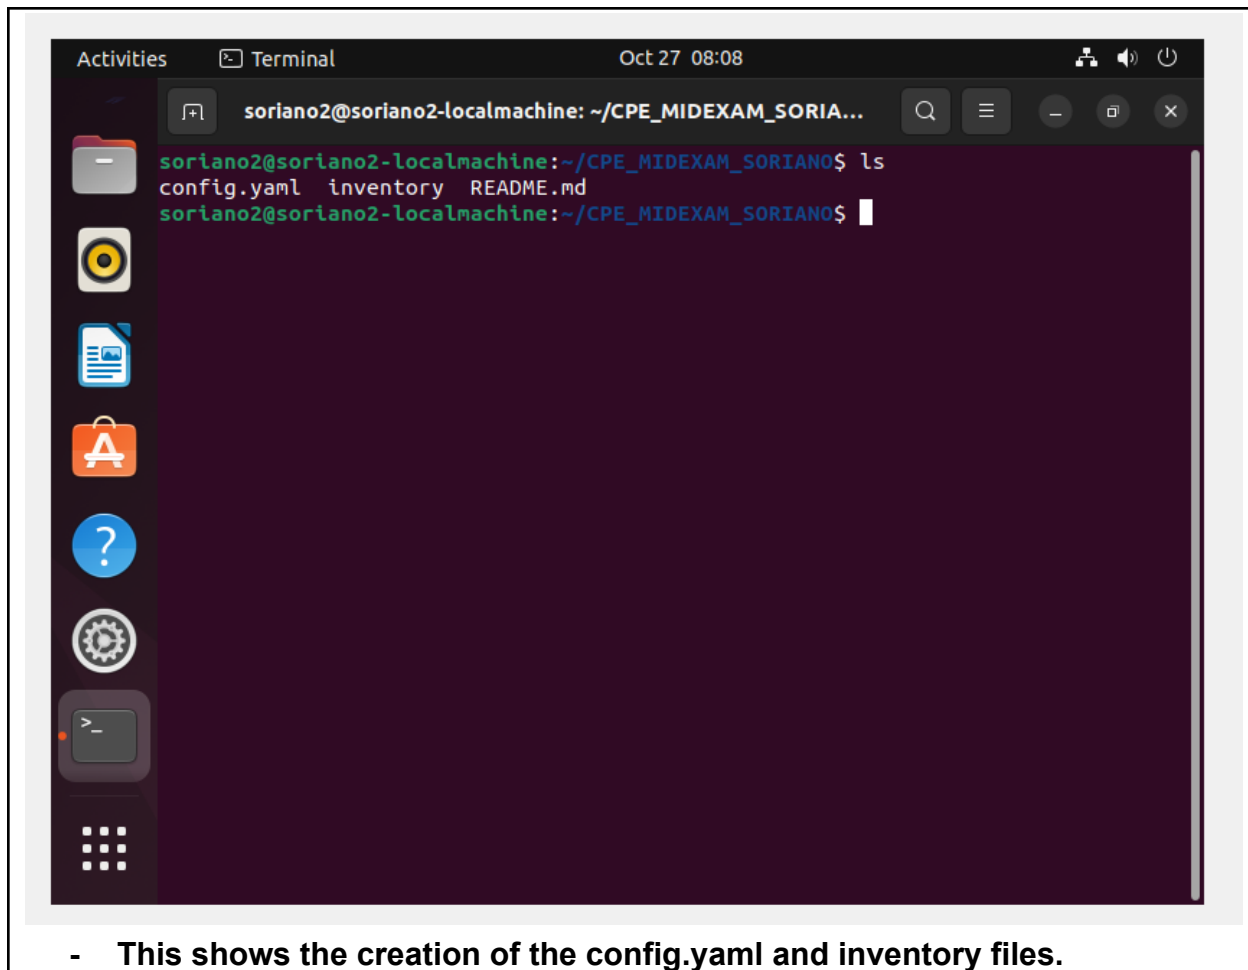 Activities Terminal Oct 27 08:08
soriano2@soriano2-localmachine: ~/CPE_MIDEXAM_SORIA...
soriano2@soriano2-localmachine:~/CPE_MIDEXAM_SORIANO$ ls
config.yaml inventory README.md
soriano2@soriano2-localmachine:~/CPE_MIDEXAM_SORIANO$
- This shows the creation of the config.yaml and inventory files.